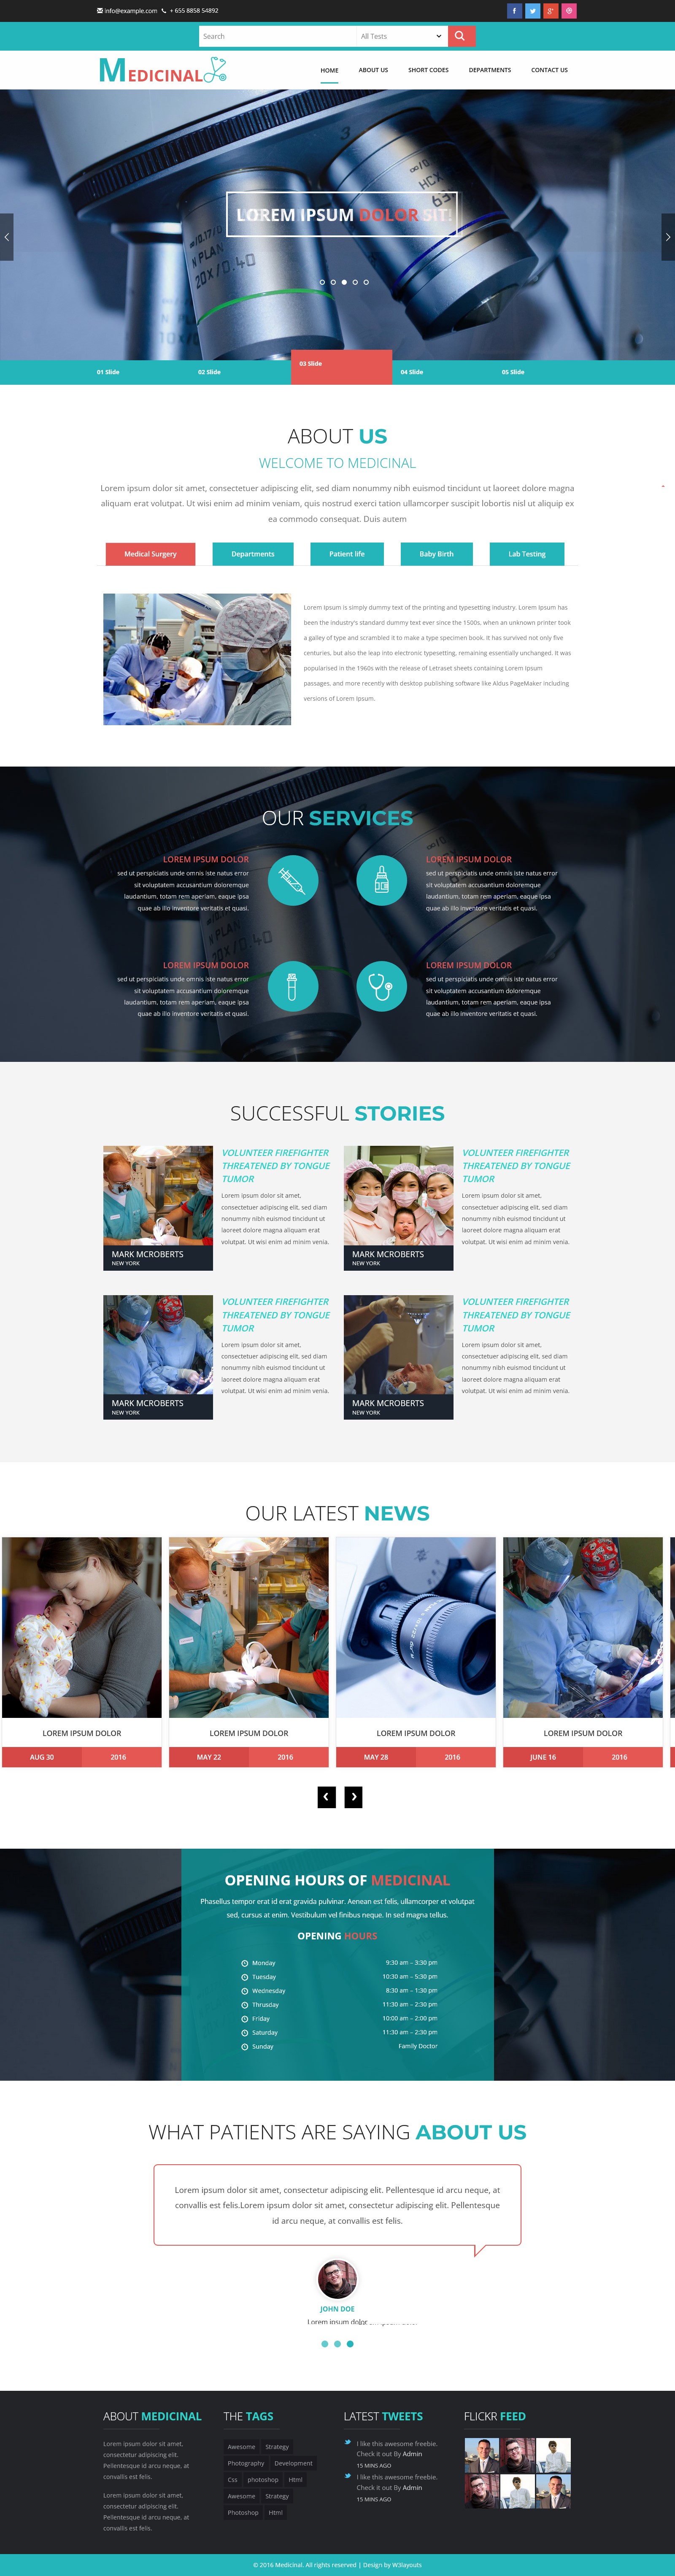 info@example.com + 655 8858 54892
Search All Tests
MEDICINAL
HOME ABOUT US SHORT CODES DEPARTMENTS CONTACT US
LOREM IPSUM DOLOR SIT!
01 Slide 02 Slide 03 Slide 04 Slide 05 Slide
ABOUT US
WELCOME TO MEDICINAL
Lorem ipsum dolor sit amet, consectetuer adipiscing elit, sed diam nonummy nibh euismod tincidunt ut laoreet dolore magna
aliquam erat volutpat. Ut wisi enim ad minim veniam, quis nostrud exerci tation ullamcorper suscipit lobortis nisl ut aliquip ex
ea commodo consequat. Duis autem
Medical Surgery Departments Patient life Baby Birth Lab Testing
Lorem Ipsum is simply dummy text of the printing and typesetting industry. Lorem Ipsum has
been the industry's standard dummy text ever since the 1500s, when an unknown printer took
a galley of type and scrambled it to make a type specimen book. It has survived not only five
centuries, but also the leap into electronic typesetting, remaining essentially unchanged. It was
popularised in the 1960s with the release of Letraset sheets containing Lorem Ipsum
passages, and more recently with desktop publishing software like Aldus PageMaker including
versions of Lorem Ipsum.
OUR SERVICES
LOREM IPSUM DOLOR
sed ut perspiciatis unde omnis iste natus error
sit voluptatem accusantium doloremque
laudantium, totam rem aperiam, eaque ipsa
quae ab illo inventore veritatis et quasi.
LOREM IPSUM DOLOR
sed ut perspiciatis unde omnis iste natus error
sit voluptatem accusantium doloremque
laudantium, totam rem aperiam, eaque ipsa
quae ab illo inventore veritatis et quasi.
LOREM IPSUM DOLOR
sed ut perspiciatis unde omnis iste natus error
sit voluptatem accusantium doloremque
laudantium, totam rem aperiam, eaque ipsa
quae ab illo inventore veritatis et quasi.
LOREM IPSUM DOLOR
sed ut perspiciatis unde omnis iste natus error
sit voluptatem accusantium doloremque
laudantium, totam rem aperiam, eaque ipsa
quae ab illo inventore veritatis et quasi.
SUCCESSFUL STORIES
MARK MCROBERTS
NEW YORK
VOLUNTEER FIREFIGHTER
THREATENED BY TONGUE
TUMOR
Lorem ipsum dolor sit amet,
consectetuer adipiscing elit, sed diam
nonummy nibh euismod tincidunt ut
laoreet dolore magna aliquam erat
volutpat. Ut wisi enim ad minim venia.
MARK MCROBERTS
NEW YORK
VOLUNTEER FIREFIGHTER
THREATENED BY TONGUE
TUMOR
Lorem ipsum dolor sit amet,
consectetuer adipiscing elit, sed diam
nonummy nibh euismod tincidunt ut
laoreet dolore magna aliquam erat
volutpat. Ut wisi enim ad minim venia.
MARK MCROBERTS
NEW YORK
VOLUNTEER FIREFIGHTER
THREATENED BY TONGUE
TUMOR
Lorem ipsum dolor sit amet,
consectetuer adipiscing elit, sed diam
nonummy nibh euismod tincidunt ut
laoreet dolore magna aliquam erat
volutpat. Ut wisi enim ad minim venia.
MARK MCROBERTS
NEW YORK
VOLUNTEER FIREFIGHTER
THREATENED BY TONGUE
TUMOR
Lorem ipsum dolor sit amet,
consectetuer adipiscing elit, sed diam
nonummy nibh euismod tincidunt ut
laoreet dolore magna aliquam erat
volutpat. Ut wisi enim ad minim venia.
OUR LATEST NEWS
LOREM IPSUM DOLOR LOREM IPSUM DOLOR LOREM IPSUM DOLOR LOREM IPSUM DOLOR
AUG 30 2016 MAY 22 2016 MAY 28 2016 JUNE 16 2016
OPENING HOURS OF MEDICINAL
Phasellus tempor erat id erat gravida pulvinar. Aenean est felis, ullamcorper et volutpat
sed, cursus at enim. Vestibulum vel finibus neque. In sed magna tellus.
OPENING HOURS
Monday 9:30 am – 3:30 pm
Tuesday 10:30 am – 5:30 pm
Wednesday 8:30 am – 1:30 pm
Thrusday 11:30 am – 2:30 pm
Friday 10:00 am – 2:00 pm
Saturday 11:30 am – 2:30 pm
Sunday Family Doctor
WHAT PATIENTS ARE SAYING ABOUT US
Lorem ipsum dolor sit amet, consectetur adipiscing elit. Pellentesque id arcu neque, at
convallis est felis.Lorem ipsum dolor sit amet, consectetur adipiscing elit. Pellentesque
id arcu neque, at convallis est felis.
JOHN DOE
Lorem ipsum dolor
ABOUT MEDICINAL
Lorem ipsum dolor sit amet,
consectetur adipiscing elit.
Pellentesque id arcu neque, at
convallis est felis.
Lorem ipsum dolor sit amet,
consectetur adipiscing elit.
Pellentesque id arcu neque, at
convallis est felis.
THE TAGS
Awesome Strategy
Photography Development
Css photoshop Html
Awesome Strategy
Photoshop Html
LATEST TWEETS
I like this awesome freebie.
Check it out By Admin
15 MINS AGO
I like this awesome freebie.
Check it out By Admin
15 MINS AGO
FLICKR FEED
© 2016 Medicinal. All rights reserved | Design by W3layouts